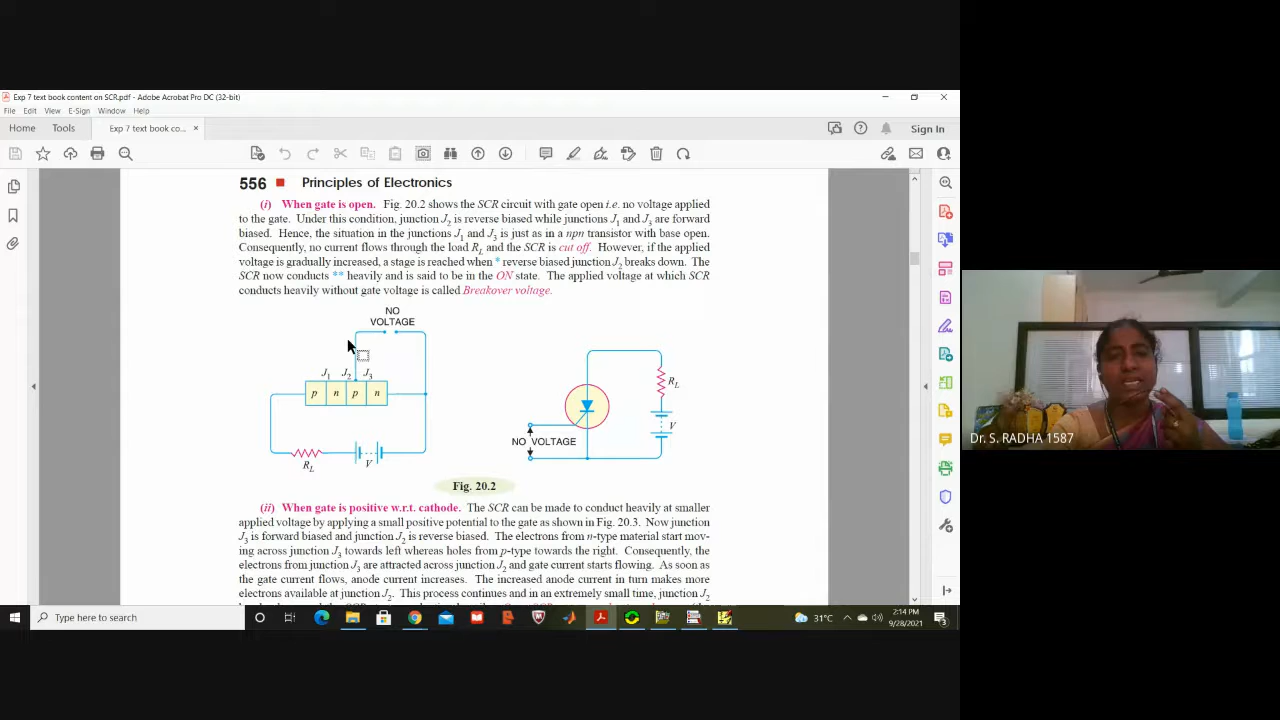 Exp 7 text book content on SCR.pdf - Adobe Acrobat Pro DC (32-bit)
File Edit View E-Sign Window Help
Home Tools Exp 7 text book co... × Sign In
556 ■ Principles of Electronics
(i) When gate is open. Fig. 20.2 shows the SCR circuit with gate open i.e. no voltage applied
to the gate. Under this condition, junction J2 is reverse biased while junctions J1 and J3 are forward
biased. Hence, the situation in the junctions J1 and J3 is just as in a npn transistor with base open.
Consequently, no current flows through the load RL and the SCR is cut off. However, if the applied
voltage is gradually increased, a stage is reached when * reverse biased junction J2 breaks down. The
SCR now conducts ** heavily and is said to be in the ON state. The applied voltage at which SCR
conducts heavily without gate voltage is called Breakover voltage.
NO
VOLTAGE
J1 J2 J3
p n p n
RL V
RL
V
NO VOLTAGE
Fig. 20.2
(ii) When gate is positive w.r.t. cathode. The SCR can be made to conduct heavily at smaller
applied voltage by applying a small positive potential to the gate as shown in Fig. 20.3. Now junction
J3 is forward biased and junction J2 is reverse biased. The electrons from n-type material start mov-
ing across junction J3 towards left whereas holes from p-type towards the right. Consequently, the
electrons from junction J3 are attracted across junction J2 and gate current starts flowing. As soon as
the gate current flows, anode current increases. The increased anode current in turn makes more
electrons available at junction J2. This process continues and in an extremely small time, junction J2
Dr. S. RADHA 1587
Type here to search
31°C
2:14 PM
9/28/2021
3